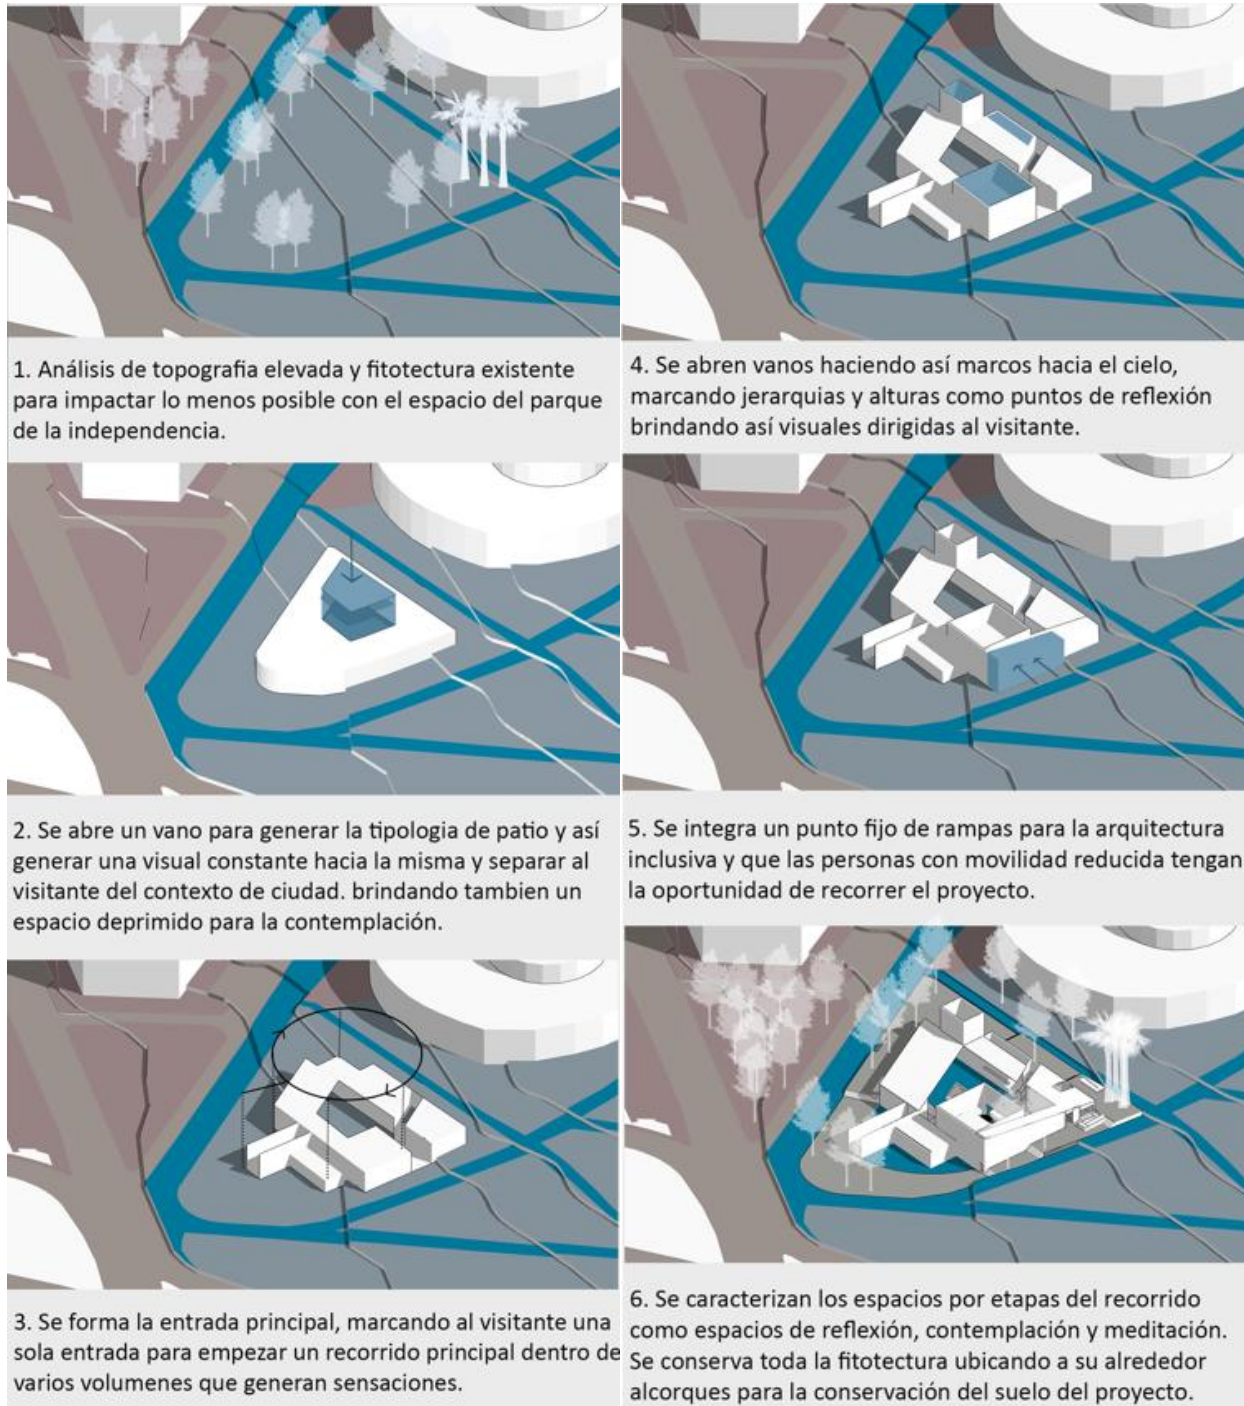 1. Análisis de topografia elevada y fitotectura existente
para impactar lo menos posible con el espacio del parque
de la independencia.
2. Se abre un vano para generar la tipologia de patio y así
generar una visual constante hacia la misma y separar al
visitante del contexto de ciudad. brindando tambien un
espacio deprimido para la contemplación.
3. Se forma la entrada principal, marcando al visitante una
sola entrada para empezar un recorrido principal dentro de
varios volumenes que generan sensaciones.
4. Se abren vanos haciendo así marcos hacia el cielo,
marcando jerarquias y alturas como puntos de reflexión
brindando así visuales dirigidas al visitante.
5. Se integra un punto fijo de rampas para la arquitectura
inclusiva y que las personas con movilidad reducida tengan
la oportunidad de recorrer el proyecto.
6. Se caracterizan los espacios por etapas del recorrido
como espacios de reflexión, contemplación y meditación.
Se conserva toda la fitotectura ubicando a su alrededor
alcorques para la conservación del suelo del proyecto.